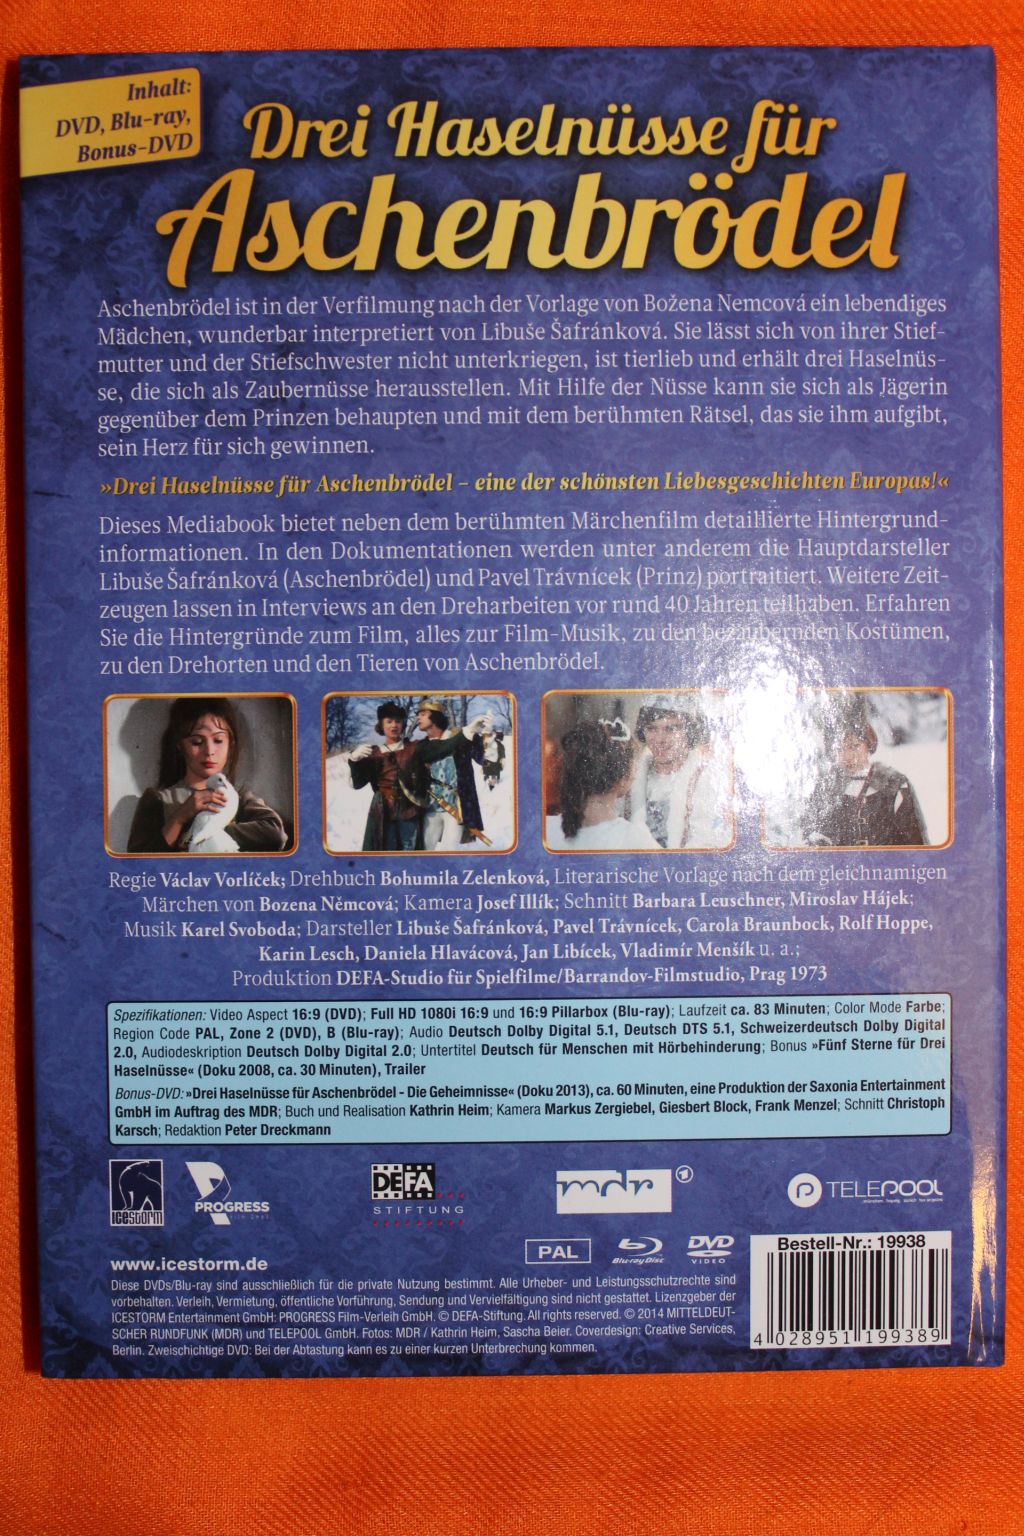 Inhalt:
DVD, Blu-ray,
Bonus-DVD
Drei Haselnüsse für
Aschenbrödel
Aschenbrödel ist in der Verfilmung nach der Vorlage von Božena Nemcová ein lebendiges
Mädchen, wunderbar interpretiert von Libuše Šafránková. Sie lässt sich von ihrer Stief-
mutter und der Stiefschwester nicht unterkriegen, ist tierlieb und erhält drei Haselnüs-
se, die sich als Zaubernüsse herausstellen. Mit Hilfe der Nüsse kann sie sich als Jägerin
gegenüber dem Prinzen behaupten und mit dem berühmten Rätsel, das sie ihm aufgibt,
sein Herz für sich gewinnen.
»Drei Haselnüsse für Aschenbrödel – eine der schönsten Liebesgeschichten Europas!«
Dieses Mediabook bietet neben dem berühmten Märchenfilm detaillierte Hintergrund-
informationen. In den Dokumentationen werden unter anderem die Hauptdarsteller
Libuše Šafránková (Aschenbrödel) und Pavel Trávnícek (Prinz) portraitiert. Weitere Zeit-
zeugen lassen in Interviews an den Dreharbeiten vor rund 40 Jahren teilhaben. Erfahren
Sie die Hintergründe zum Film, alles zur Film-Musik, zu den bezaubernden Kostümen,
zu den Drehorten und den Tieren von Aschenbrödel.
Regie Václav Vorlíček; Drehbuch Bohumila Zelenková, Literarische Vorlage nach dem gleichnamigen
Märchen von Bozena Němcová; Kamera Josef Illík; Schnitt Barbara Leuschner, Miroslav Hájek;
Musik Karel Svoboda; Darsteller Libuše Šafránková, Pavel Trávnícek, Carola Braunbock, Rolf Hoppe,
Karin Lesch, Daniela Hlavácová, Jan Libícek, Vladimír Menšík u. a.;
Produktion DEFA-Studio für Spielfilme/Barrandov-Filmstudio, Prag 1973
Spezifikationen: Video Aspect 16:9 (DVD); Full HD 1080i 16:9 und 16:9 Pillarbox (Blu-ray); Laufzeit ca. 83 Minuten; Color Mode Farbe;
Region Code PAL, Zone 2 (DVD), B (Blu-ray); Audio Deutsch Dolby Digital 5.1, Deutsch DTS 5.1, Schweizerdeutsch Dolby Digital
2.0, Audiodeskription Deutsch Dolby Digital 2.0; Untertitel Deutsch für Menschen mit Hörbehinderung; Bonus »Fünf Sterne für Drei
Haselnüsse« (Doku 2008, ca. 30 Minuten), Trailer
Bonus-DVD: »Drei Haselnüsse für Aschenbrödel - Die Geheimnisse« (Doku 2013), ca. 60 Minuten, eine Produktion der Saxonia Entertainment
GmbH im Auftrag des MDR; Buch und Realisation Kathrin Heim; Kamera Markus Zergiebel, Giesbert Block, Frank Menzel; Schnitt Christoph
Karsch; Redaktion Peter Dreckmann
ICESTORM
PROGRESS
DEFA
STIFTUNG
mdr
TELEPOOL
PAL
Blu-ray Disc
DVD
VIDEO
Bestell-Nr.: 19938
www.icestorm.de
Diese DVDs/Blu-ray sind ausschließlich für die private Nutzung bestimmt. Alle Urheber- und Leistungsschutzrechte sind
vorbehalten. Verleih, Vermietung, öffentliche Vorführung, Sendung und Vervielfältigung sind nicht gestattet. Lizenzgeber der
ICESTORM Entertainment GmbH: PROGRESS Film-Verleih GmbH. © DEFA-Stiftung. All rights reserved. © 2014 MITTELDEUT-
SCHER RUNDFUNK (MDR) und TELEPOOL GmbH. Fotos: MDR / Kathrin Heim, Sascha Beier. Coverdesign: Creative Services,
Berlin. Zweischichtige DVD: Bei der Abtastung kann es zu einer kurzen Unterbrechung kommen.
4 028951 199389